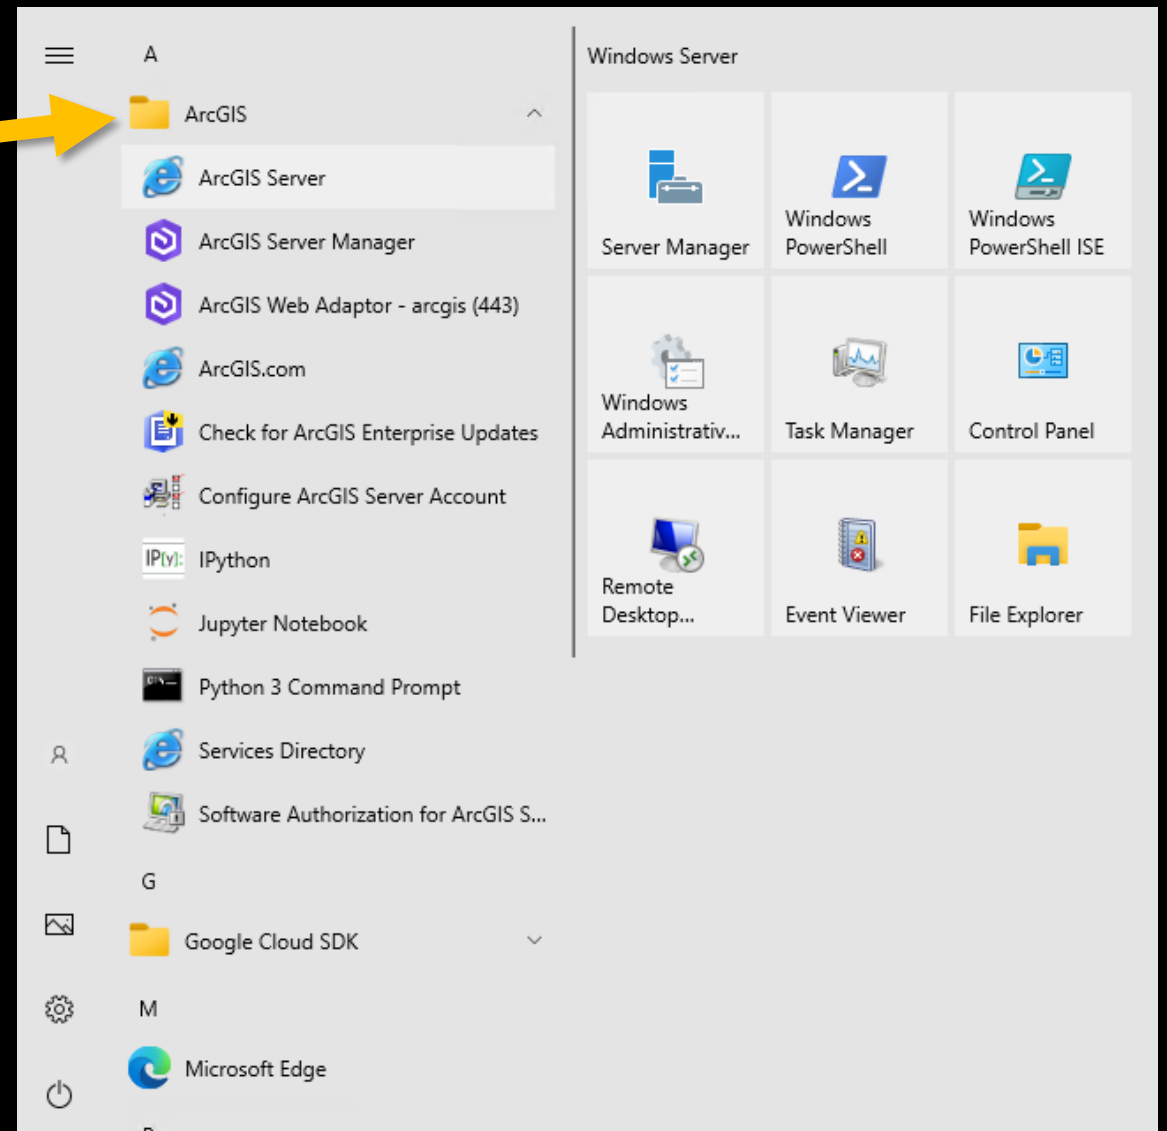 A
ArcGIS
ArcGIS Server
ArcGIS Server Manager
ArcGIS Web Adaptor - arcgis (443)
ArcGIS.com
Check for ArcGIS Enterprise Updates
Configure ArcGIS Server Account
IP[y]:
IPython
Jupyter Notebook
Python 3 Command Prompt
Services Directory
Software Authorization for ArcGIS S...
G
Google Cloud SDK
M
Microsoft Edge
Windows Server
Server Manager
Windows
PowerShell
Windows
PowerShell ISE
Windows
Administrativ...
Task Manager
Control Panel
Remote
Desktop...
Event Viewer
File Explorer